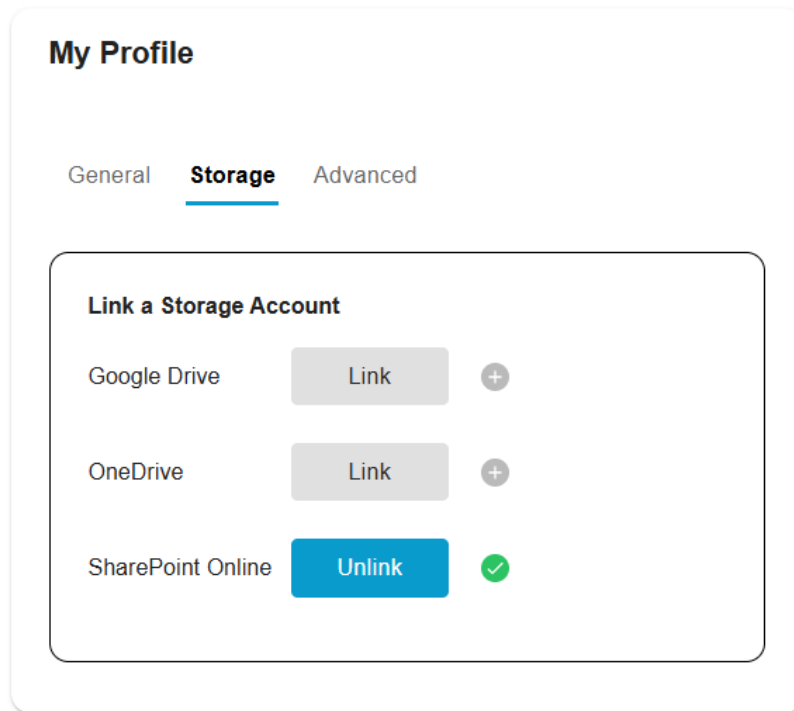 My Profile
General Storage Advanced
Link a Storage Account
Google Drive Link
OneDrive Link
SharePoint Online Unlink